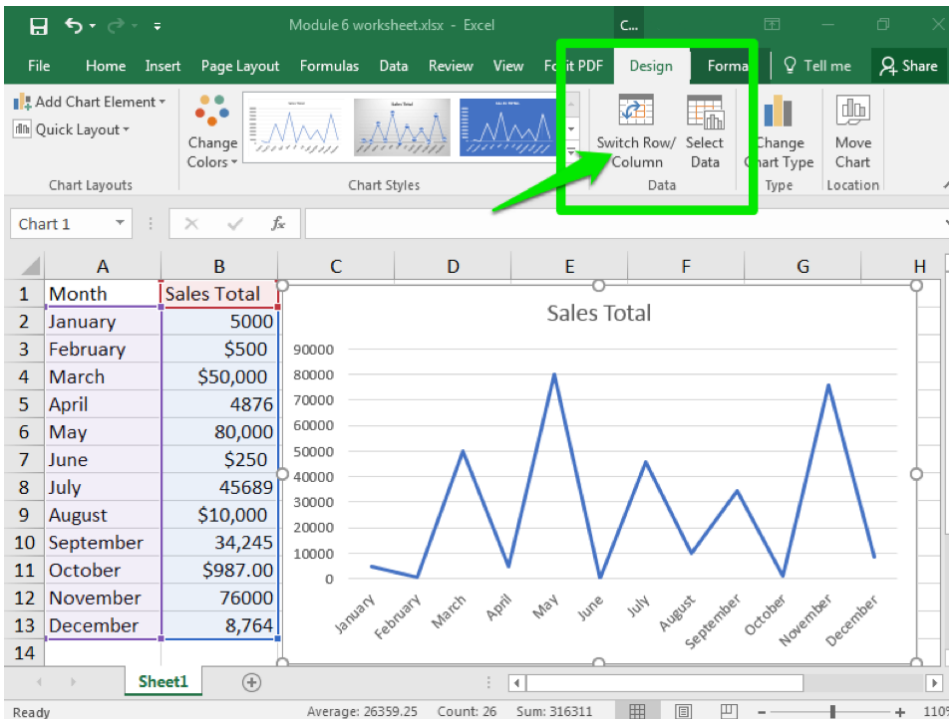 Module 6 worksheet.xlsx - Excel
C...
File Home Insert Page Layout Formulas Data Review View Design Tell me Share
Add Chart Element
Quick Layout
Change
Colors
Switch Row/
Column
Select
Data
Change
Chart Type
Move
Chart
Chart Layouts
Chart Styles
Data
Type
Location
Chart 1
fx
A B C D E F G H
1 Month Sales Total
2 January 5000
3 February $500
4 March $50,000
5 April 4876
6 May 80,000
7 June $250
8 July 45689
9 August $10,000
10 September 34,245
11 October $987.00
12 November 76000
13 December 8,764
14
Sales Total
90000
80000
70000
60000
50000
40000
30000
20000
10000
0
January February March April May June July August September October November December
Sheet1
Ready
Average: 26359.25 Count: 26 Sum: 316311